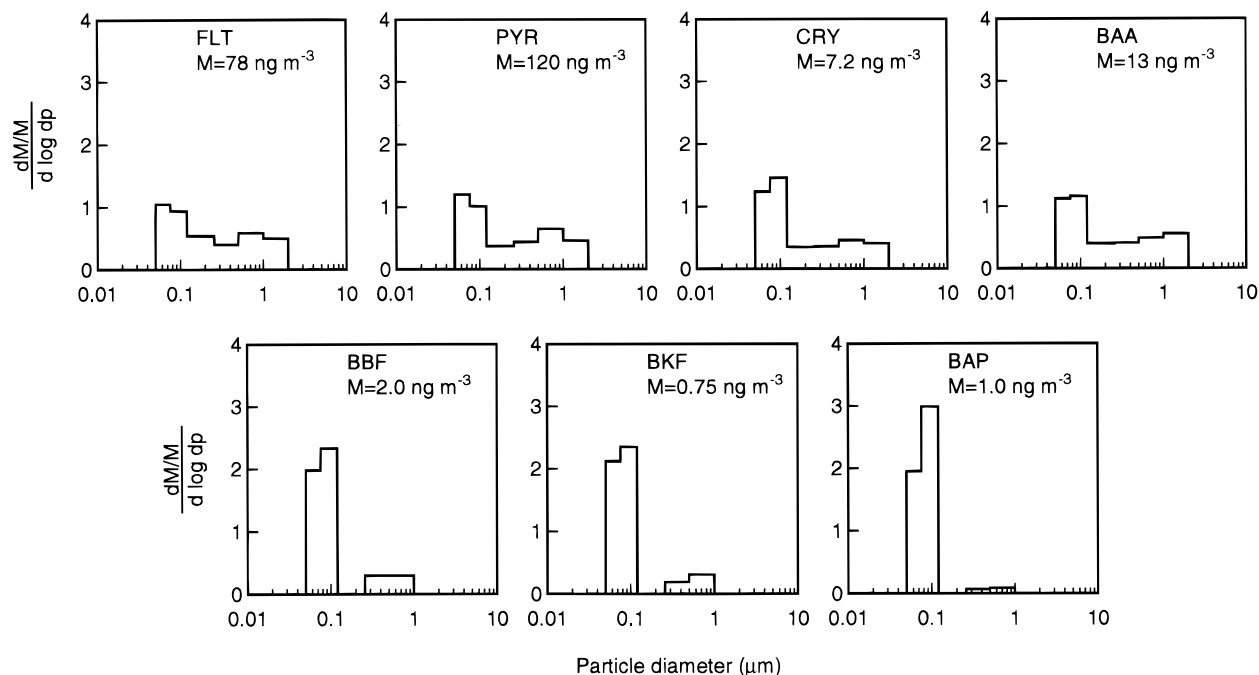 FLT
M=78 ng m⁻³
PYR
M=120 ng m⁻³
CRY
M=7.2 ng m⁻³
BAA
M=13 ng m⁻³
dM/M
d log dp
4
3
2
1
0
0.01 0.1 1 10
4
3
2
1
0
0.01 0.1 1 10
4
3
2
1
0
0.01 0.1 1 10
4
3
2
1
0
0.01 0.1 1 10
BBF
M=2.0 ng m⁻³
BKF
M=0.75 ng m⁻³
BAP
M=1.0 ng m⁻³
dM/M
d log dp
4
3
2
1
0
0.01 0.1 1 10
4
3
2
1
0
0.01 0.1 1 10
4
3
2
1
0
0.01 0.1 1 10
Particle diameter (μm)